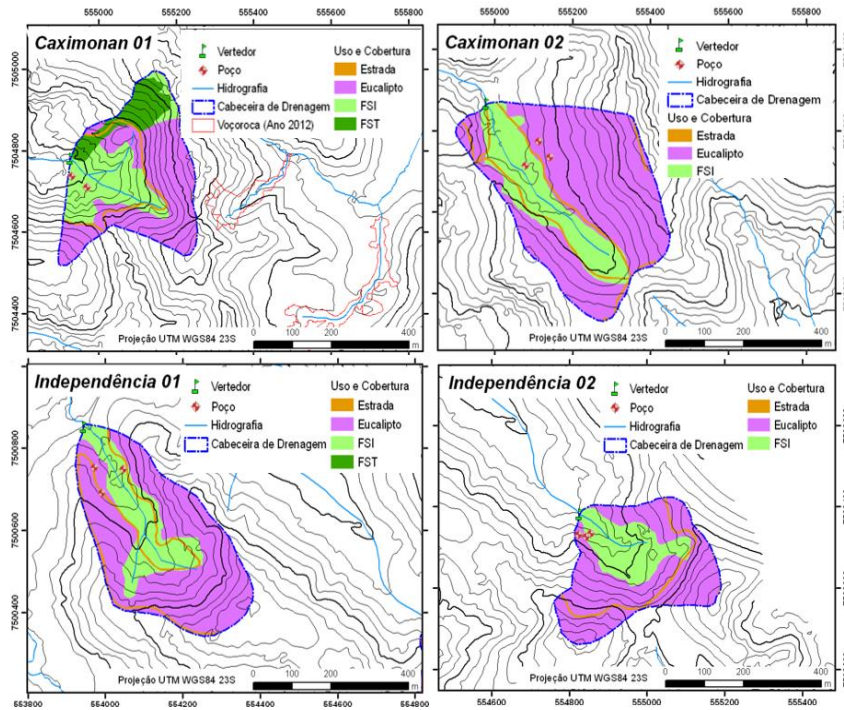 555000 555200 555400 555600 555800
555000 555200 555400 555600 555800
Caximonan 01
Vertedor
Poço
Hidrografia
Cabeceira de Drenagem
Voçoroca (Ano 2012)
Uso e Cobertura
Estrada
Eucalipto
FSI
FST
7505000
7504800
7504600
7504400
Projeção UTM WGS84 23S
0 100 200 400
m
Caximonan 02
Vertedor
Poço
Hidrografia
Cabeceira de Drenagem
Uso e Cobertura
Estrada
Eucalipto
FSI
Projeção UTM WGS84 23S
0 100 200 400
m
Independência 01
Vertedor
Poço
Hidrografia
Cabeceira de Drenagem
Uso e Cobertura
Estrada
Eucalipto
FSI
FST
7500800
7500600
7500400
Projeção UTM WGS84 23S
0 100 200 400
m
Independência 02
Vertedor
Poço
Hidrografia
Cabeceira de Drenagem
Uso e Cobertura
Estrada
Eucalipto
FSI
Projeção UTM WGS84 23S
0 100 200 400
m
553800 554000 554200 554400 554600 554800
554600 554800 555000 555200 555400